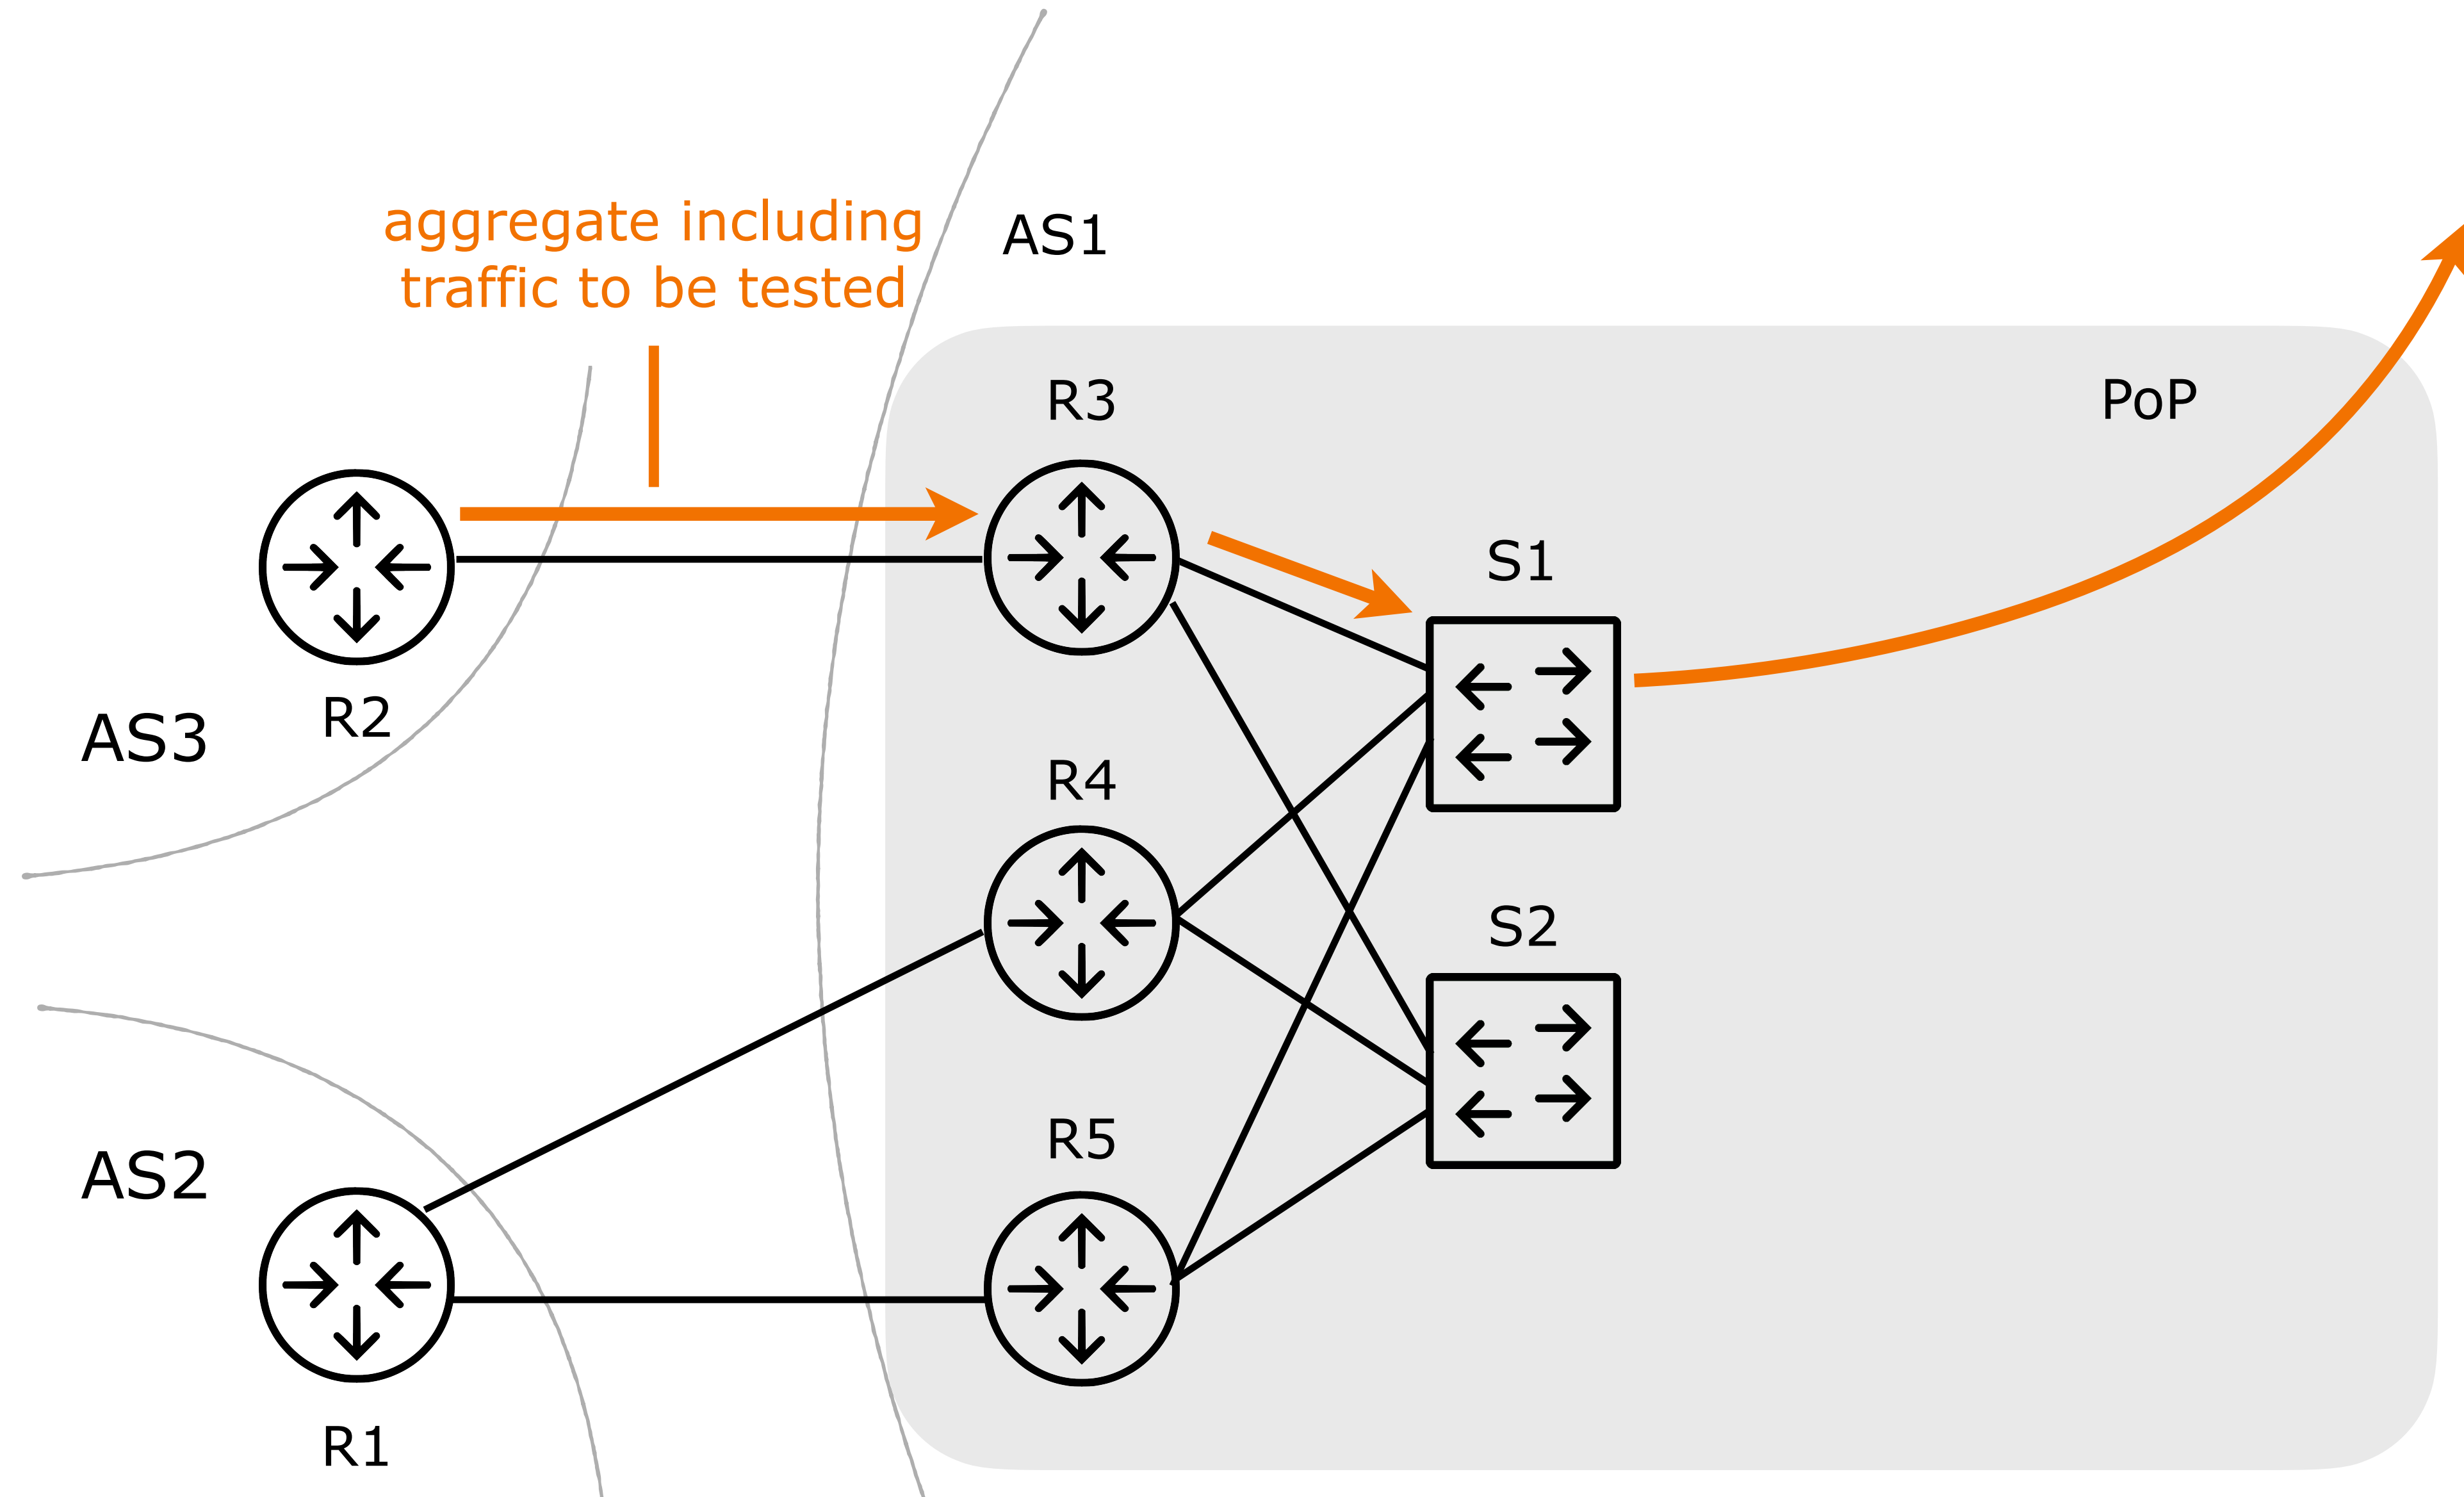 aggregate including
traffic to be tested
AS1
R3
PoP
S1
R2
AS3
R4
S2
R5
AS2
R1